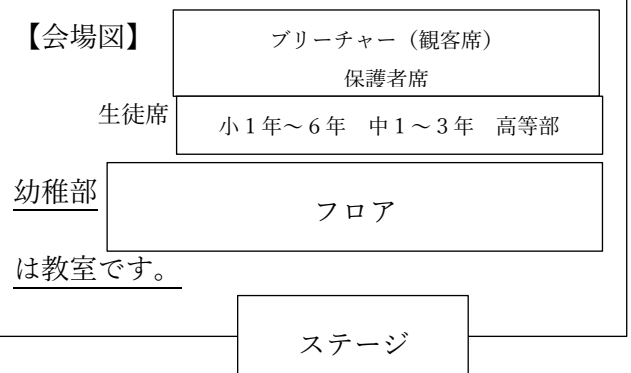 【会場図】
ブリーチャー（観客席）
保護者席
生徒席
小１年～６年　中１～３年　高等部
幼稚部
フロア
は教室です。
ステージ